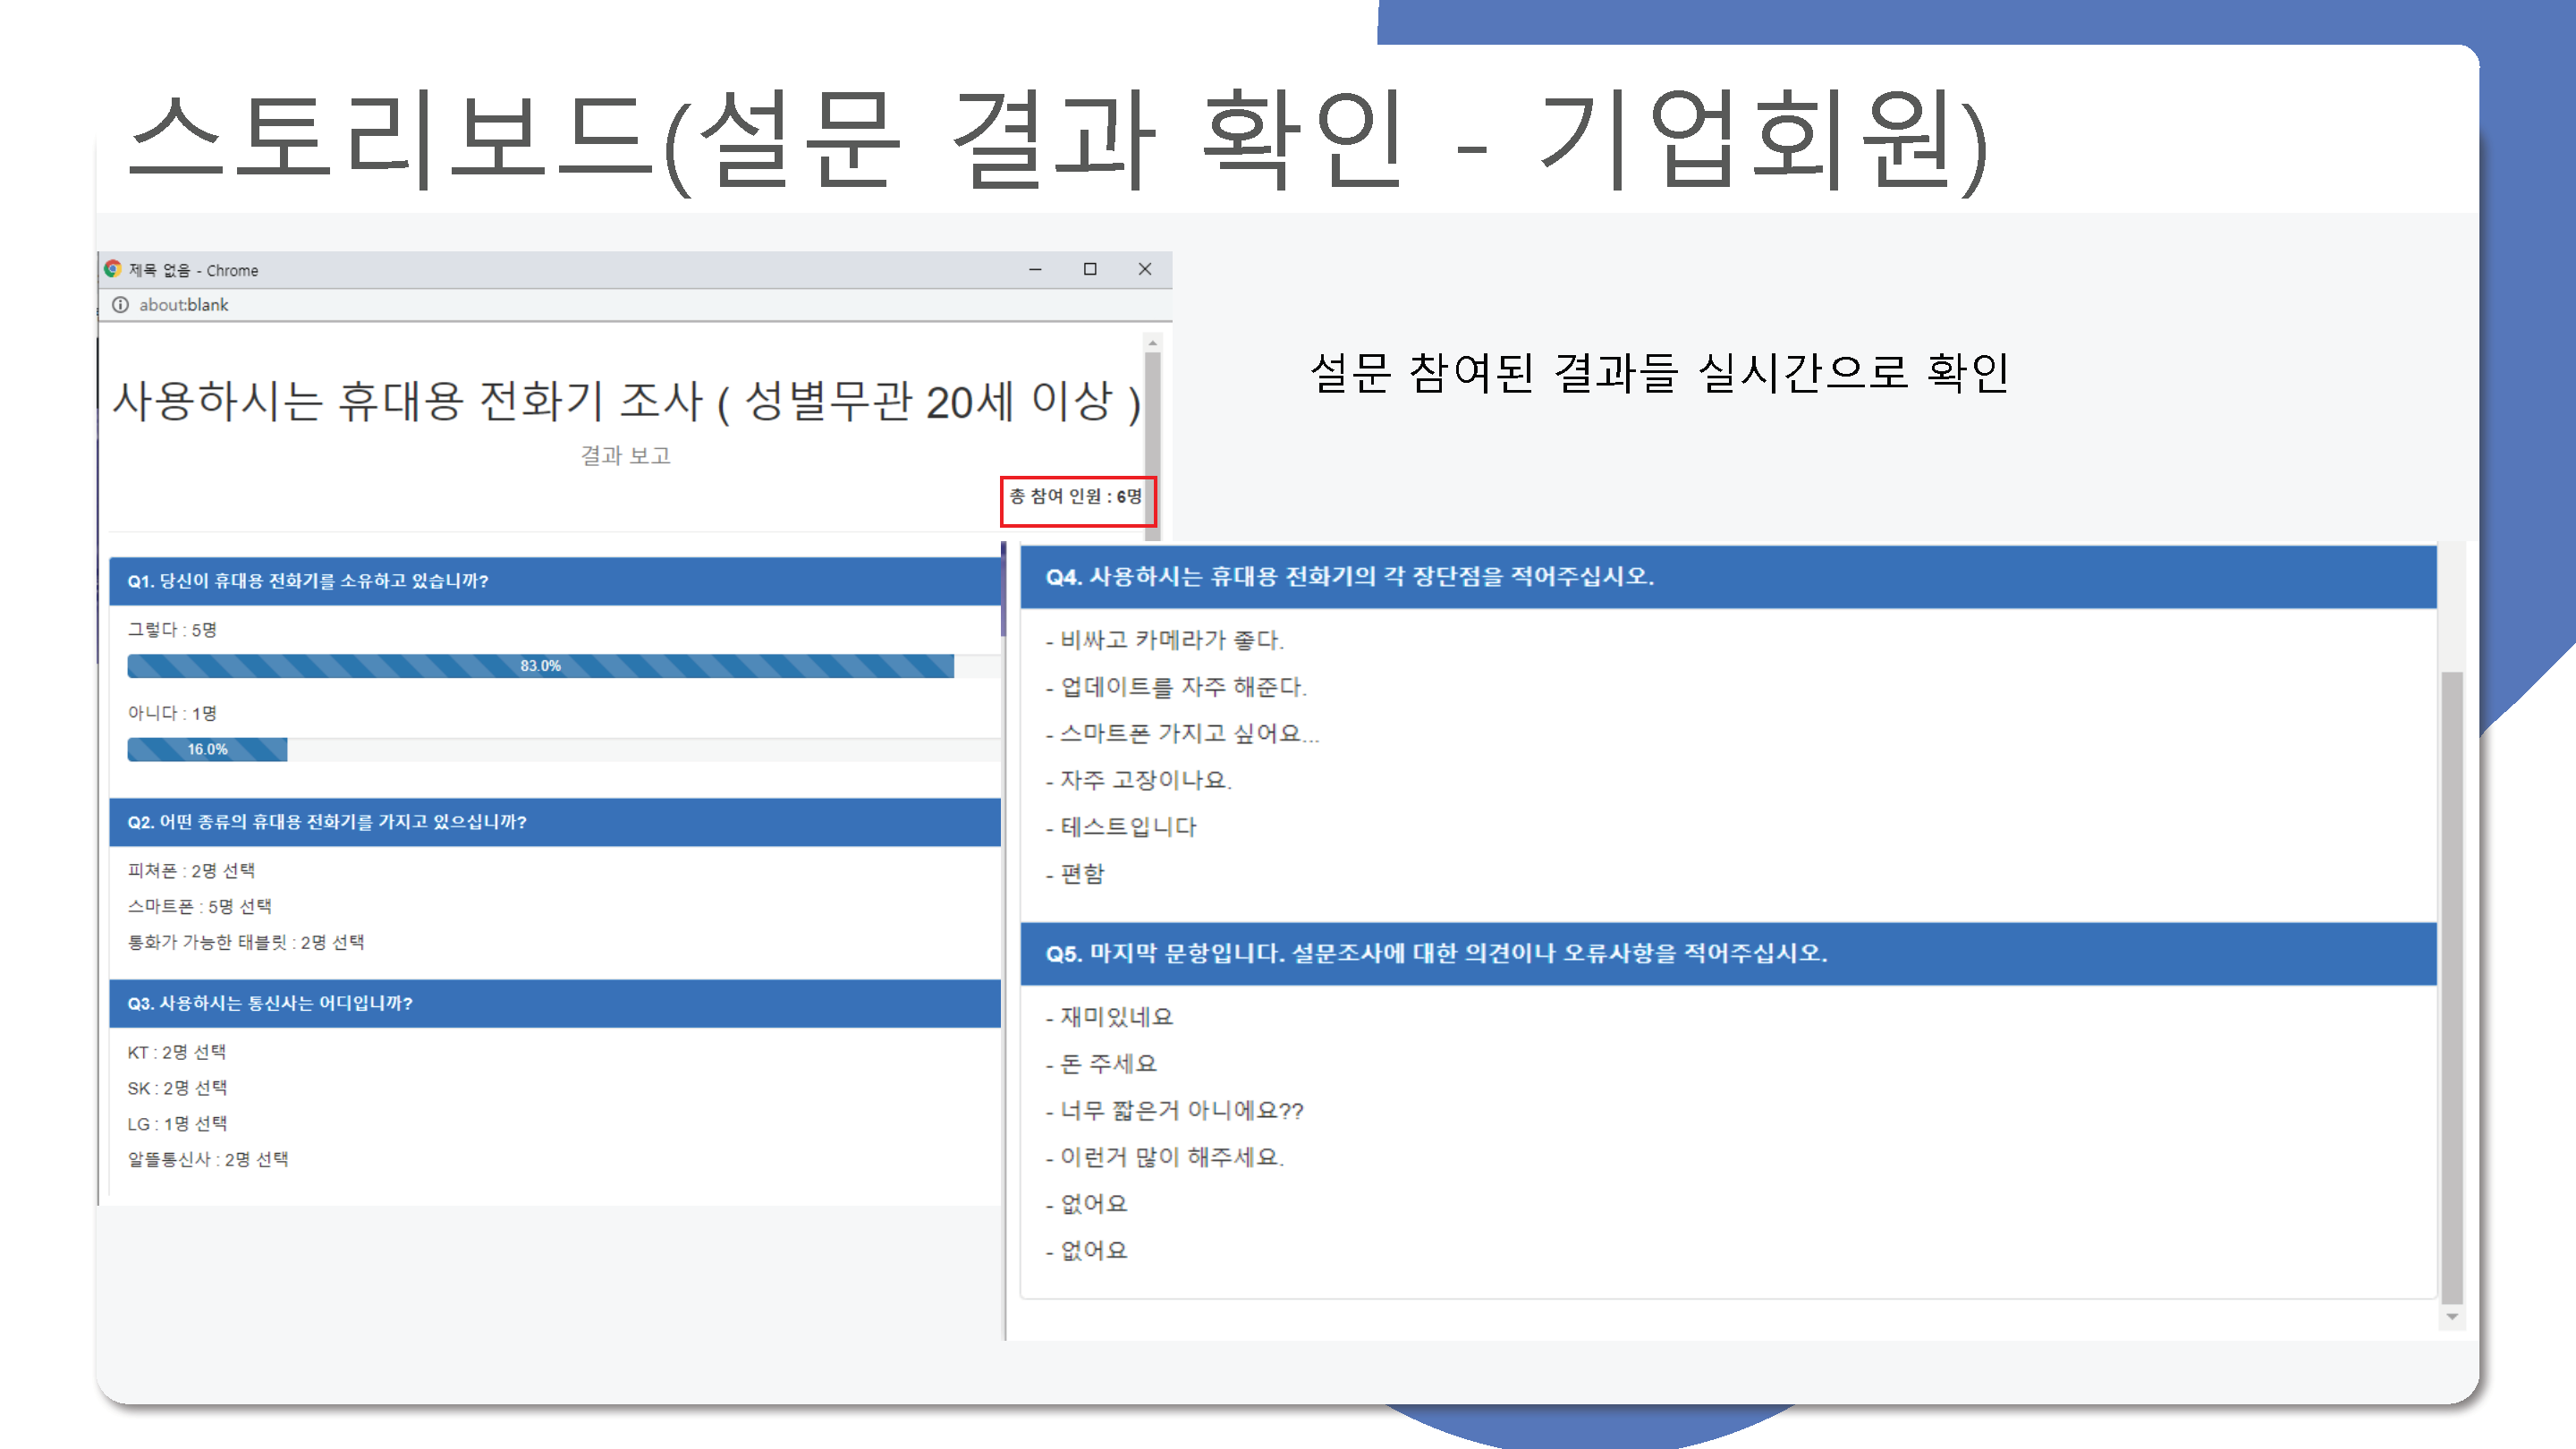 스토리보드(설문 결과 확인 - 기업회원)
제목 없음 - Chrome
about:blank
사용하시는 휴대용 전화기 조사 ( 성별무관 20세 이상 )
결과 보고
총 참여 인원 : 6명
Q1. 당신이 휴대용 전화기를 소유하고 있습니까?
그렇다 : 5명
83.0%
아니다 : 1명
16.0%
Q2. 어떤 종류의 휴대용 전화기를 가지고 있으십니까?
피쳐폰 : 2명 선택
스마트폰 : 5명 선택
통화가 가능한 태블릿 : 2명 선택
Q3. 사용하시는 통신사는 어디입니까?
KT : 2명 선택
SK : 2명 선택
LG : 1명 선택
알뜰통신사 : 2명 선택
설문 참여된 결과들 실시간으로 확인
Q4. 사용하시는 휴대용 전화기의 각 장단점을 적어주십시오.
- 비싸고 카메라가 좋다.
- 업데이트를 자주 해준다.
- 스마트폰 가지고 싶어요...
- 자주 고장이나요.
- 테스트입니다
- 편함
Q5. 마지막 문항입니다. 설문조사에 대한 의견이나 오류사항을 적어주십시오.
- 재미있네요
- 돈 주세요
- 너무 짧은거 아니에요??
- 이런거 많이 해주세요.
- 없어요
- 없어요